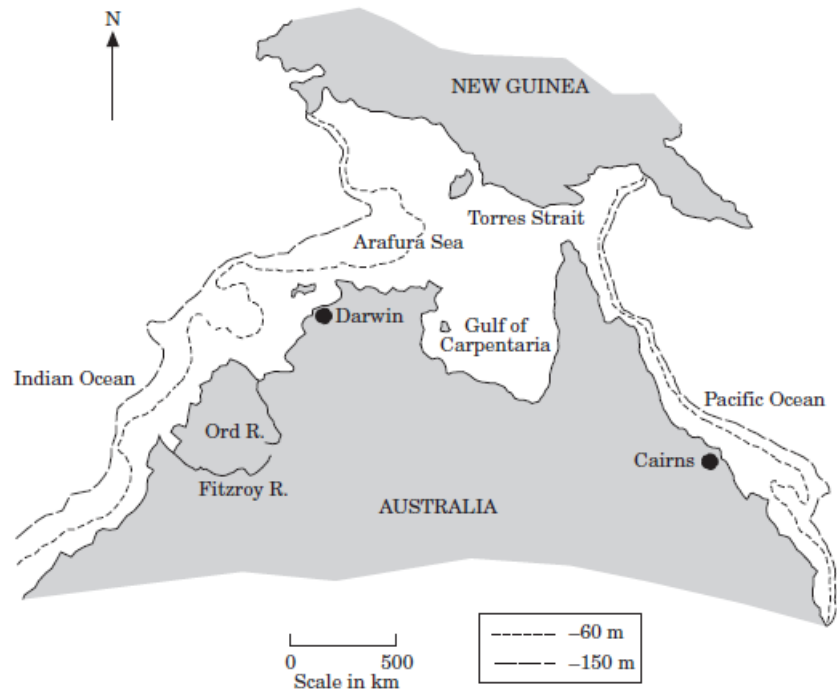 N
NEW GUINEA
Torres Strait
Arafura Sea
Darwin
Gulf of
Carpentaria
Indian Ocean
Pacific Ocean
Ord R.
Cairns
Fitzroy R.
AUSTRALIA
0 500
Scale in km
–60 m
–150 m